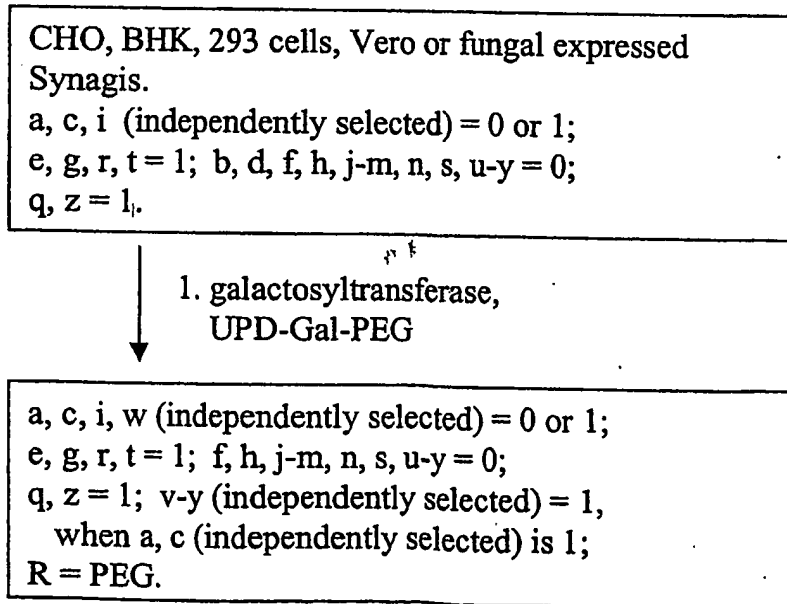 CHO, BHK, 293 cells, Vero or fungal expressed
Synagis.
a, c, i (independently selected) = 0 or 1;
e, g, r, t = 1; b, d, f, h, j-m, n, s, u-y = 0;
q, z = 1.
1. galactosyltransferase,
UPD-Gal-PEG
a, c, i, w (independently selected) = 0 or 1;
e, g, r, t = 1; f, h, j-m, n, s, u-y = 0;
q, z = 1; v-y (independently selected) = 1,
when a, c (independently selected) is 1;
R = PEG.